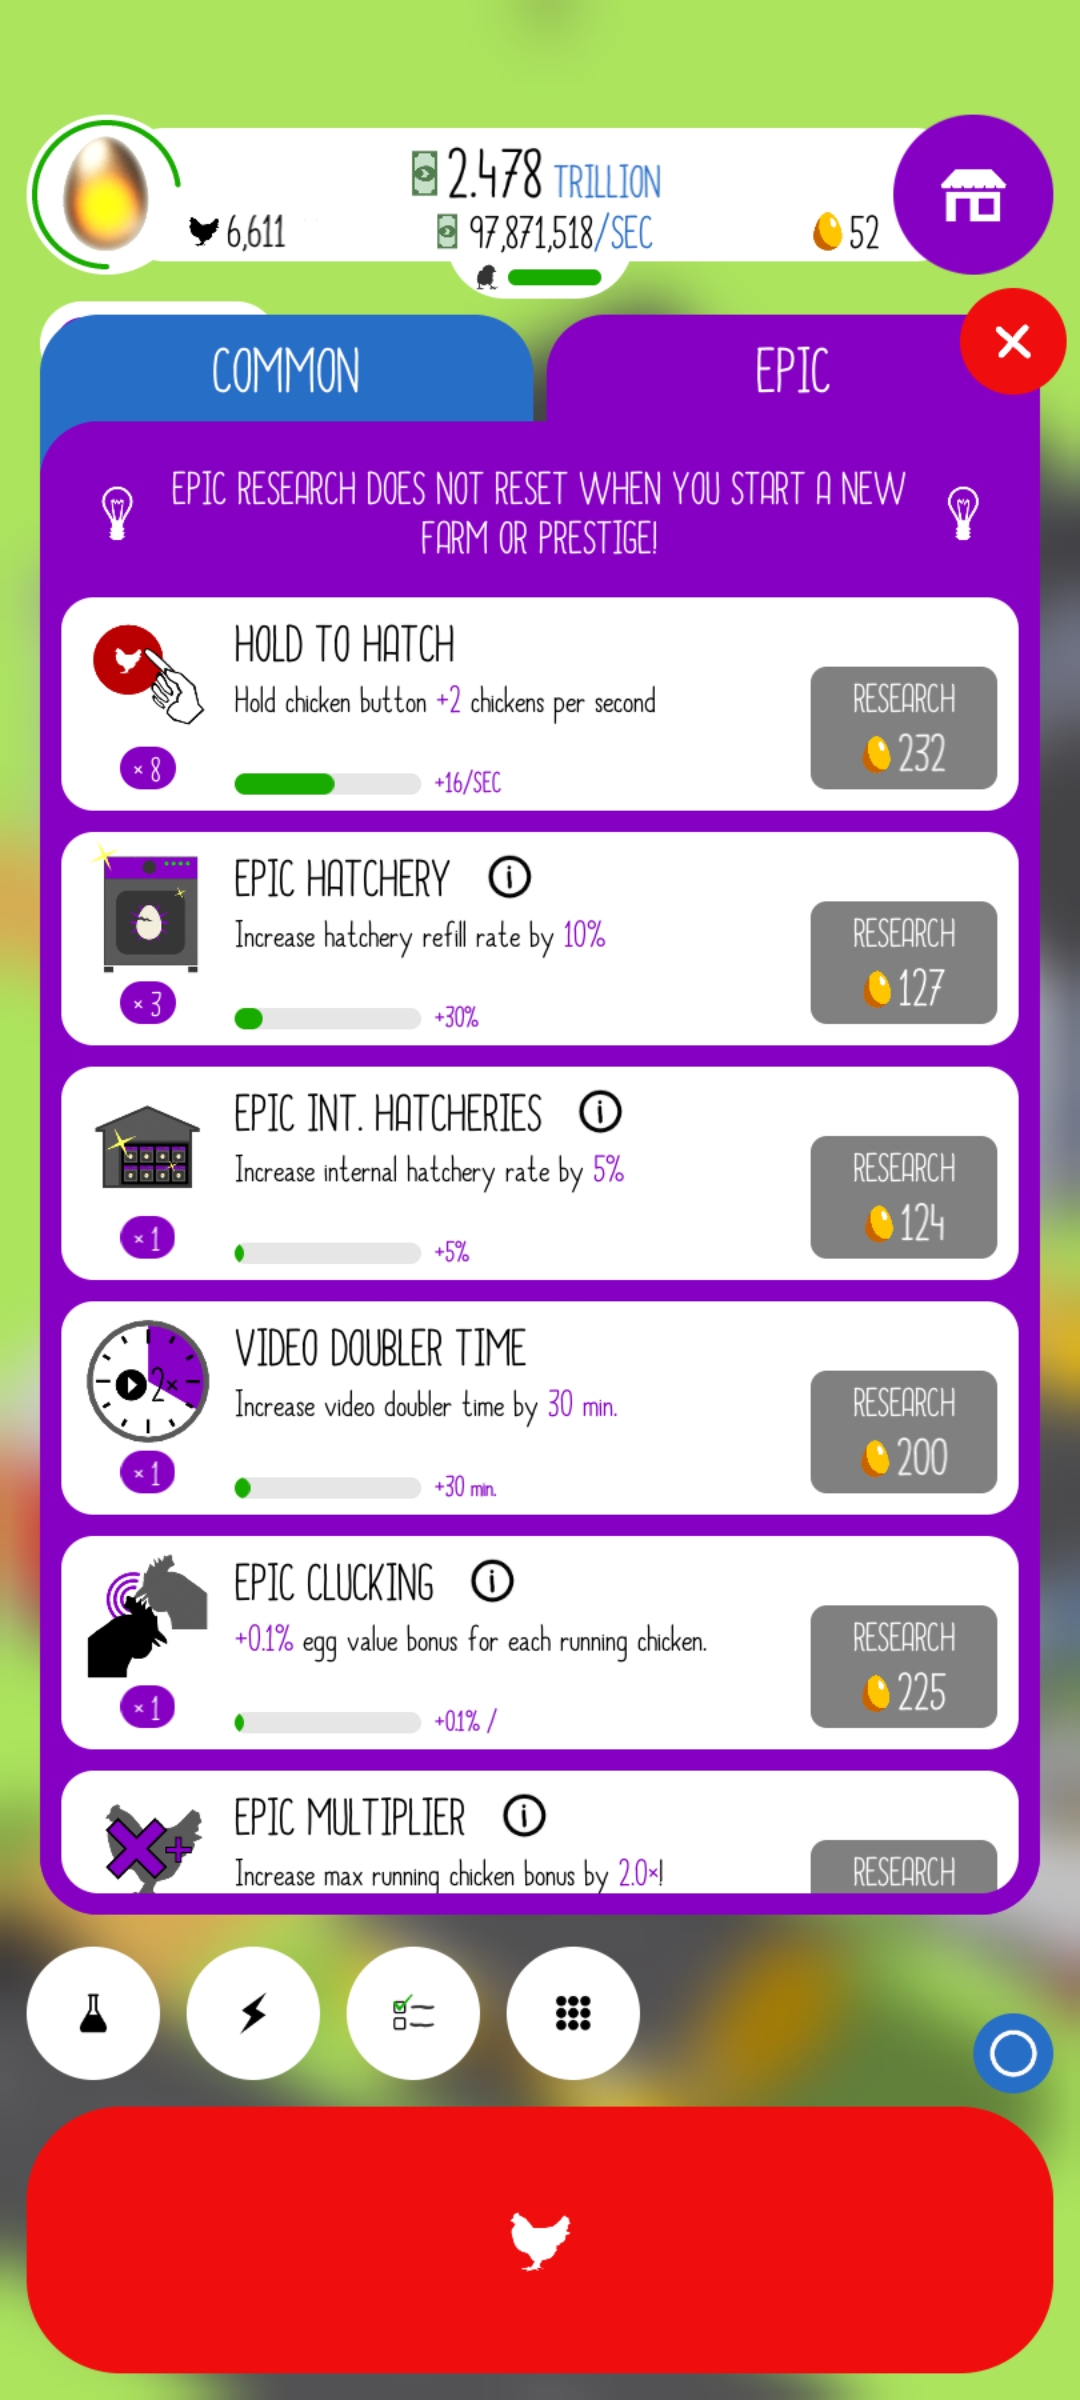 2.478 TRILLION
6,611
97,871,518/SEC
52
COMMON
EPIC
EPIC RESEARCH DOES NOT RESET WHEN YOU START A NEW
FARM OR PRESTIGE!
HOLD TO HATCH
Hold chicken button +2 chickens per second
RESEARCH
232
× 8
+16/SEC
EPIC HATCHERY
Increase hatchery refill rate by 10%
RESEARCH
127
× 3
+30%
EPIC INT. HATCHERIES
Increase internal hatchery rate by 5%
RESEARCH
124
× 1
+5%
VIDEO DOUBLER TIME
2×
Increase video doubler time by 30 min.
RESEARCH
200
× 1
+30 min.
EPIC CLUCKING
+0.1% egg value bonus for each running chicken.
RESEARCH
225
× 1
+0.1% /
EPIC MULTIPLIER
Increase max running chicken bonus by 2.0×!
RESEARCH